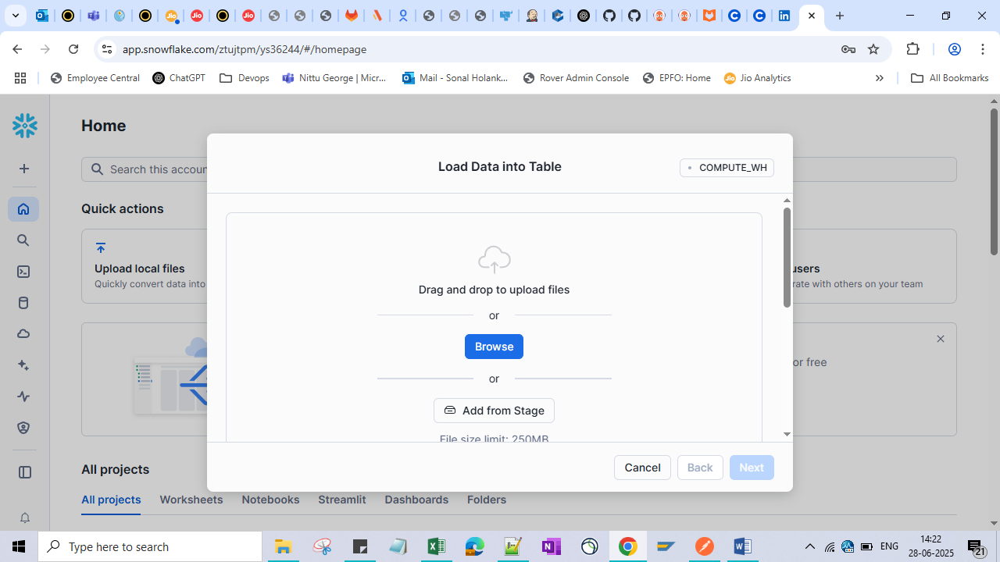 app.snowflake.com/ztujtpm/ys36244/#/homepage
Employee Central
ChatGPT
Devops
Nittu George | Micr...
Mail - Sonal Holank...
Rover Admin Console
EPFO: Home
Jio Analytics
All Bookmarks
Home
Search this accoun
Load Data into Table
COMPUTE_WH
Quick actions
Upload local files
Quickly convert data into
users
rate with others on your team
Drag and drop to upload files
or
Browse
or
or free
Add from Stage
File size limit: 250MB
Cancel
Back
Next
All projects
All projects
Worksheets
Notebooks
Streamlit
Dashboards
Folders
Type here to search
ENG
14:22
28-06-2025
21